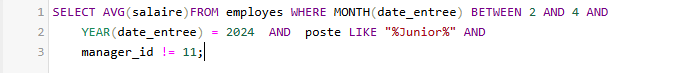 1 SELECT AVG(salaire)FROM employes WHERE MONTH(date_entree) BETWEEN 2 AND 4 AND
2 YEAR(date_entree) = 2024  AND  poste LIKE "%Junior%" AND
3 manager_id != 11;